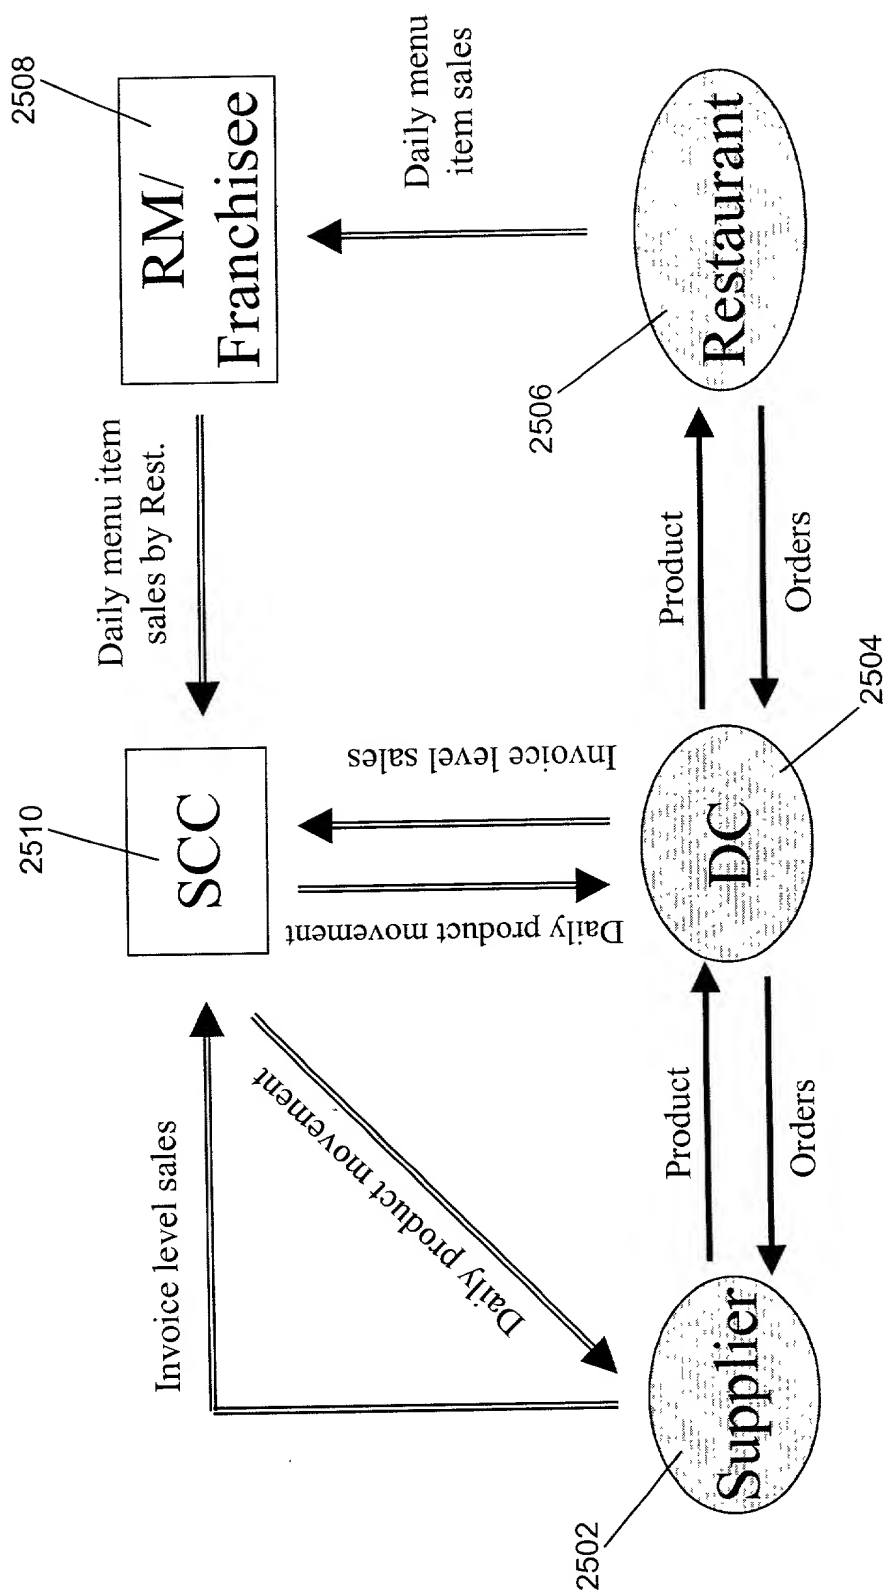 2510
SCC
Daily menu item
sales by Rest.
2508
RM/
Franchisee
Invoice level sales
Daily product movement
Daily product movement
Invoice level sales
Daily menu
item sales
2502
Supplier
Product
Orders
DC
2504
Product
Orders
2506
Restaurant